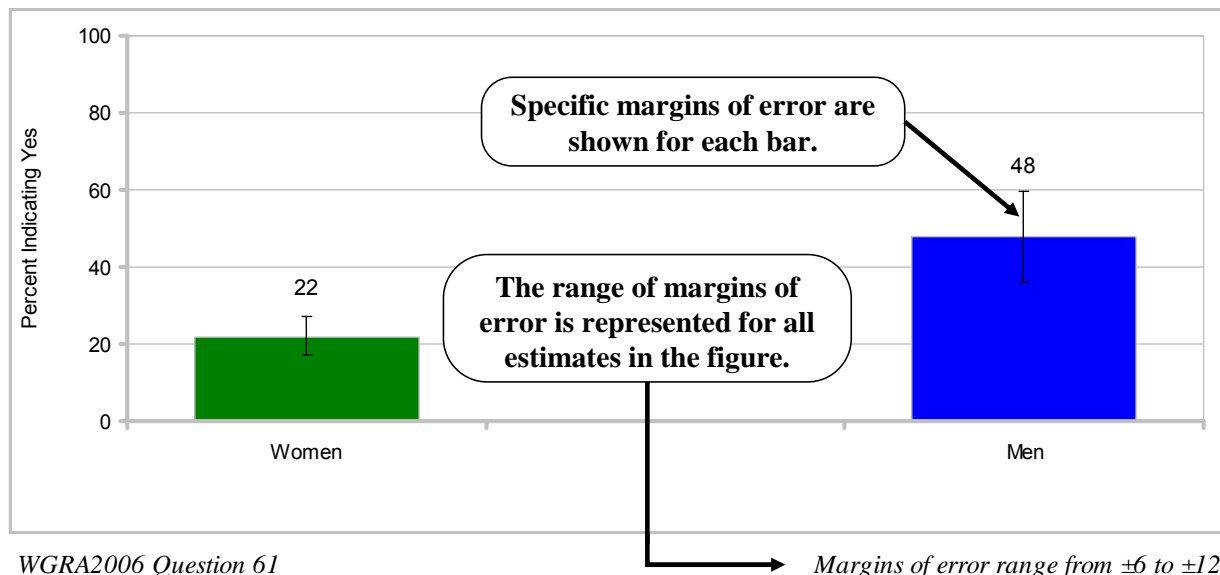 100
80
60
40
20
0
Percent Indicating Yes
Specific margins of error are
shown for each bar.
48
22
The range of margins of
error is represented for all
estimates in the figure.
Women
Men
WGRA2006 Question 61
Margins of error range from ±6 to ±12